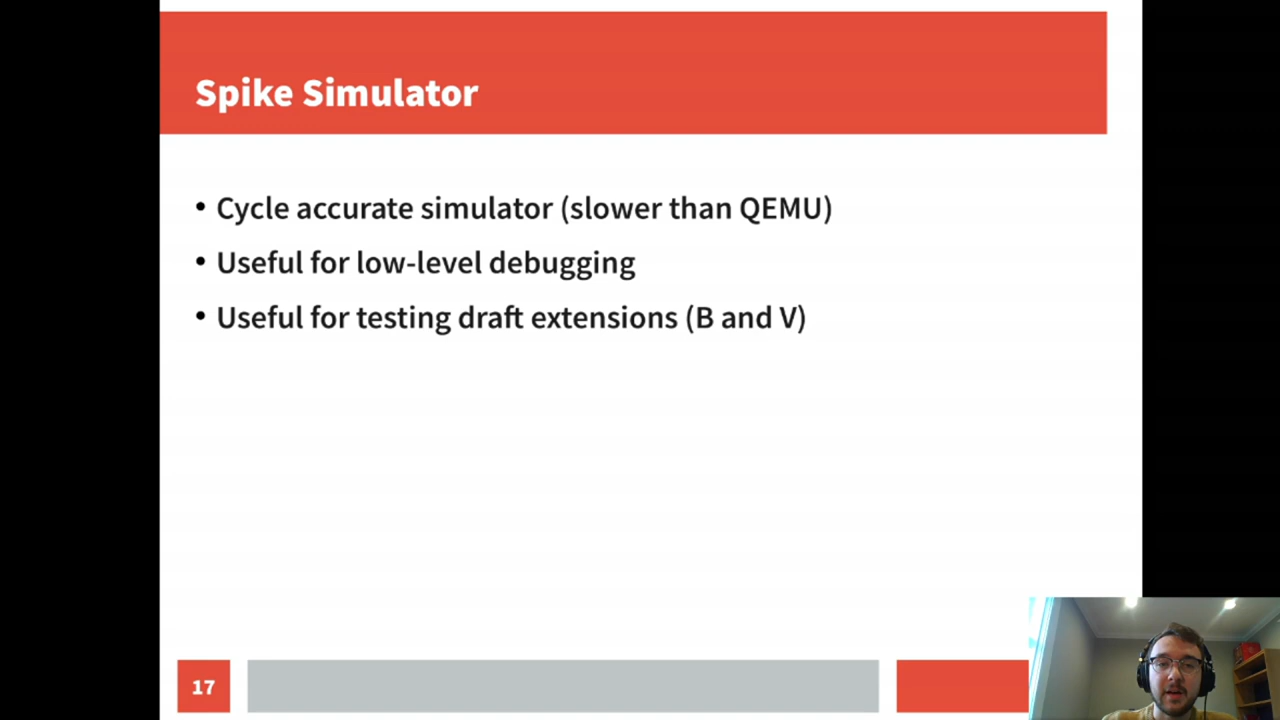 Spike Simulator
• Cycle accurate simulator (slower than QEMU)
• Useful for low-level debugging
• Useful for testing draft extensions (B and V)
17